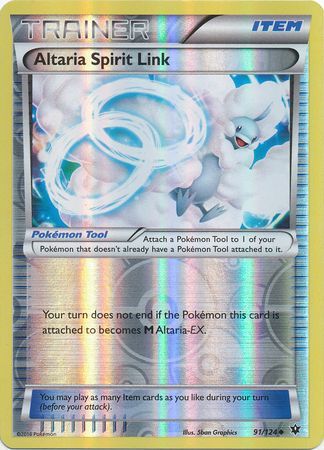 TRAINER ITEM
Altaria Spirit Link
Pokémon Tool
Attach a Pokémon Tool to 1 of your
Pokémon that doesn't already have a Pokémon Tool attached to it.
Your turn does not end if the Pokémon this card is
attached to becomes M Altaria-EX.
You may play as many Item cards as you like during your turn
(before your attack).
©2016 Pokémon Illus. 5ban Graphics 91/124